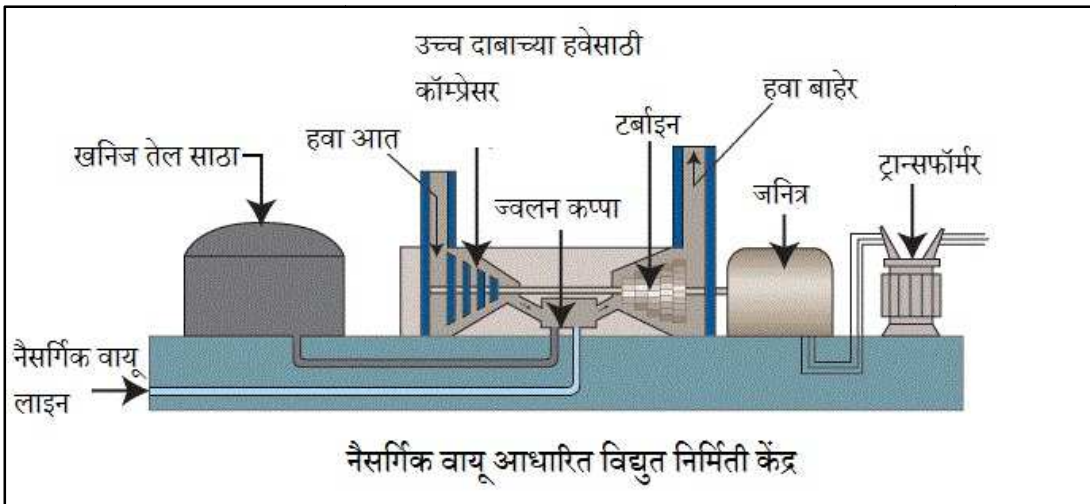 उच्च दाबाच्या हवेसाठी
कॉम्प्रेसर
हवा बाहेर
हवा आत
टर्बाइन
खनिज तेल साठा
ट्रान्सफॉर्मर
ज्वलन कप्पा
जनित्र
नैसर्गिक वायू
लाइन
नैसर्गिक वायू आधारित विद्युत निर्मिती केंद्र